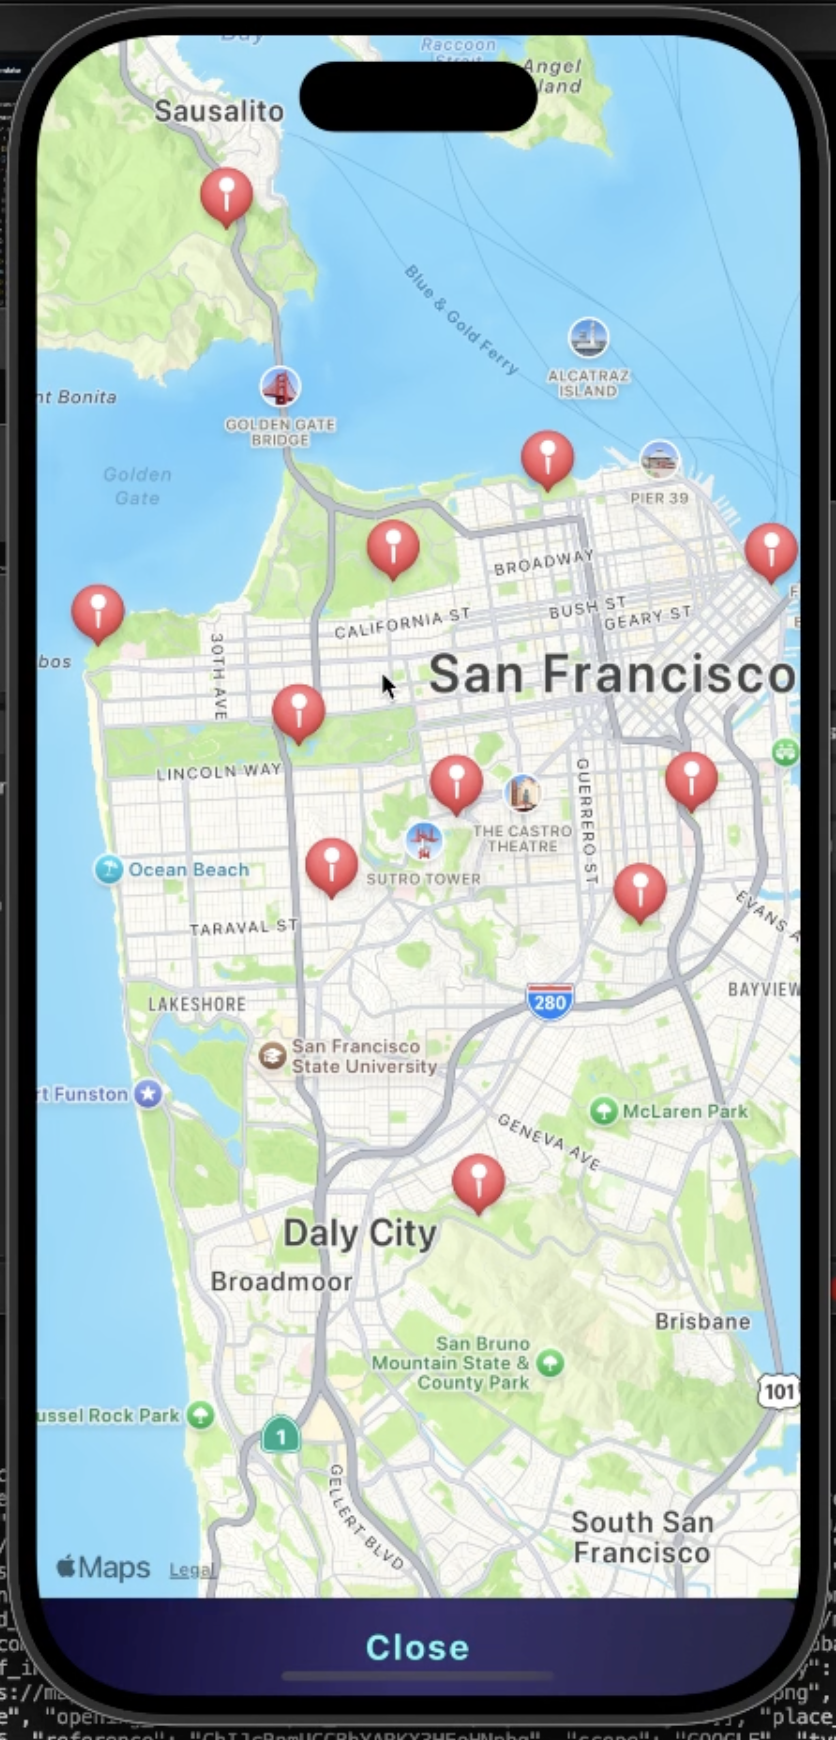 Bay
Raccoon
Strait
Angel
Sausalito
Blue & Gold Ferry
ALCATRAZ
ISLAND
nt Bonita
GOLDEN GATE
BRIDGE
Golden
Gate
PIER 39
BROADWAY
CALIFORNIA ST
BUSH ST
GEARY ST
30TH AVE
bos
San Francisco
LINCOLN WAY
GUERRERO ST
THE CASTRO
THEATRE
SUTRO TOWER
Ocean Beach
TARAVAL ST
EVANS A
LAKESHORE
280
BAYVIEW
San Francisco
State University
rt Funston
McLaren Park
GENEVA AVE
Daly City
Broadmoor
Brisbane
San Bruno
Mountain State &
County Park
101
ussel Rock Park
1
GELLERT BLVD
South San
Francisco
Maps
Legal
Close